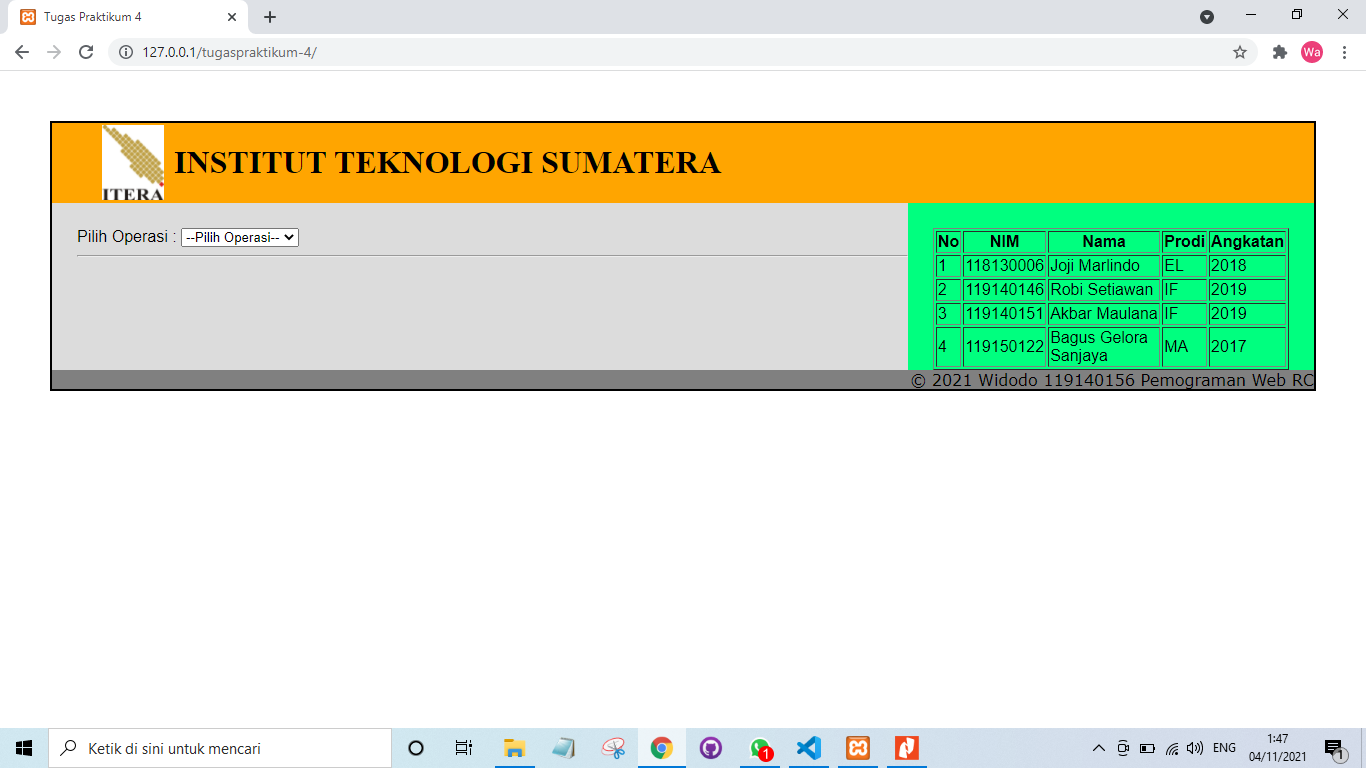 Tugas Praktikum 4
127.0.0.1/tugaspraktikum-4/
Wa
ITERA
INSTITUT TEKNOLOGI SUMATERA
Pilih Operasi : --Pilih Operasi--
No NIM Nama Prodi Angkatan
1 118130006 Joji Marlindo EL 2018
2 119140146 Robi Setiawan IF 2019
3 119140151 Akbar Maulana IF 2019
4 119150122 Bagus Gelora Sanjaya MA 2017
© 2021 Widodo 119140156 Pemograman Web RC
Ketik di sini untuk mencari
1
ENG
1:47
04/11/2021
1